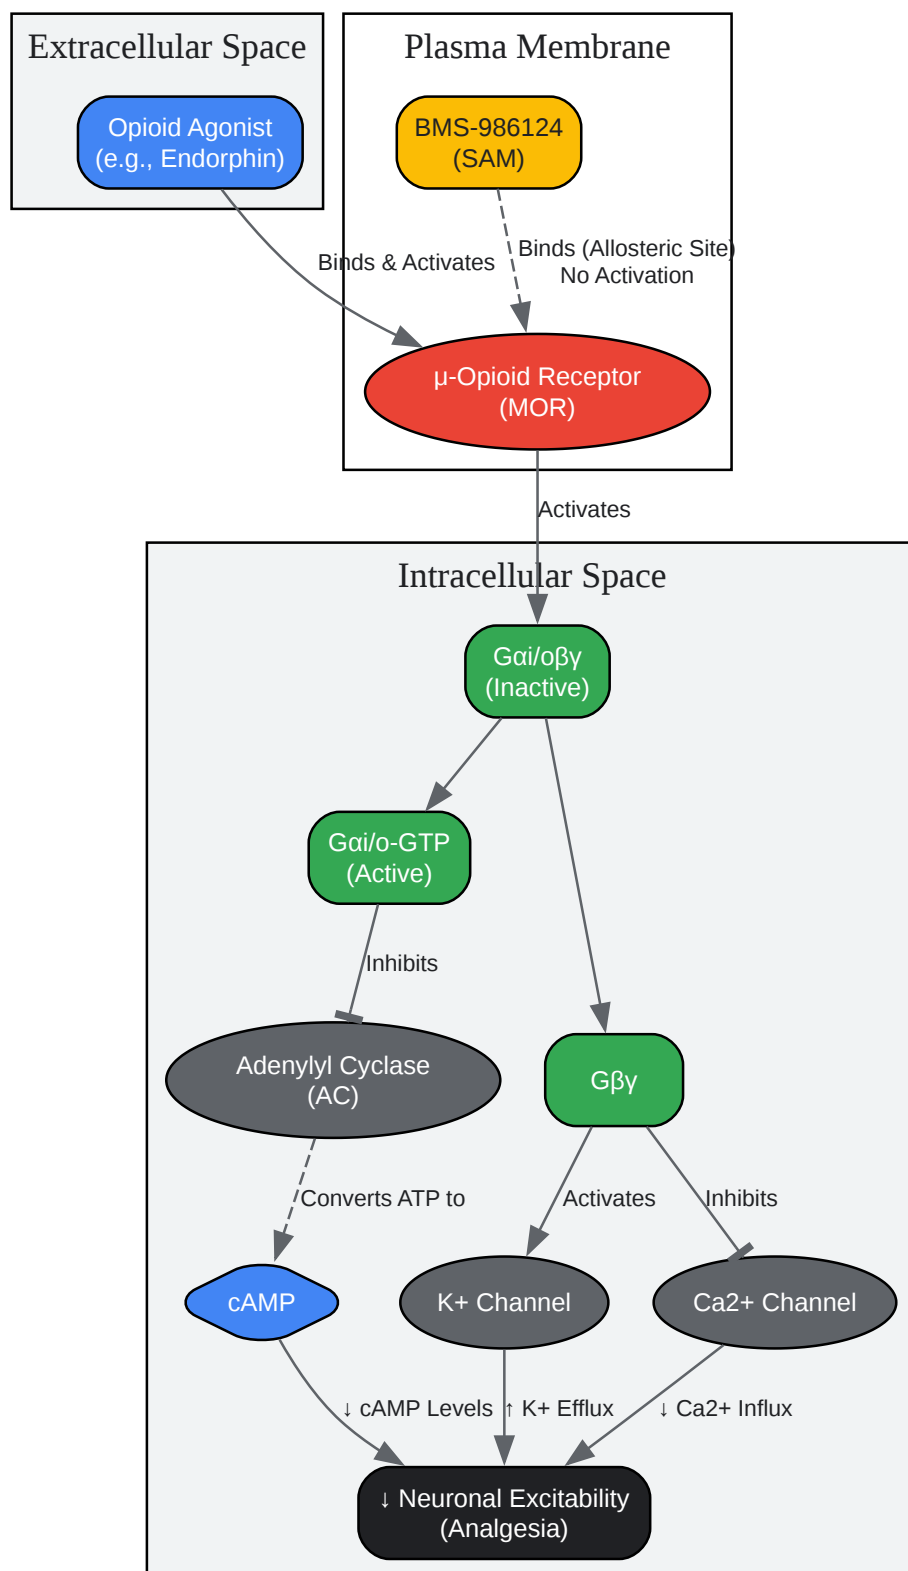 Extracellular Space
Plasma Membrane
Opioid Agonist
(e.g., Endorphin)
BMS-986124
(SAM)
Binds & Activates
Binds (Allosteric Site)
No Activation
μ-Opioid Receptor
(MOR)
Activates
Intracellular Space
Gαi/oβγ
(Inactive)
Gαi/o-GTP
(Active)
Inhibits
Adenylyl Cyclase
(AC)
Gβγ
Converts ATP to
Activates
Inhibits
cAMP
K+ Channel
Ca2+ Channel
↓ cAMP Levels
↑ K+ Efflux
↓ Ca2+ Influx
↓ Neuronal Excitability
(Analgesia)